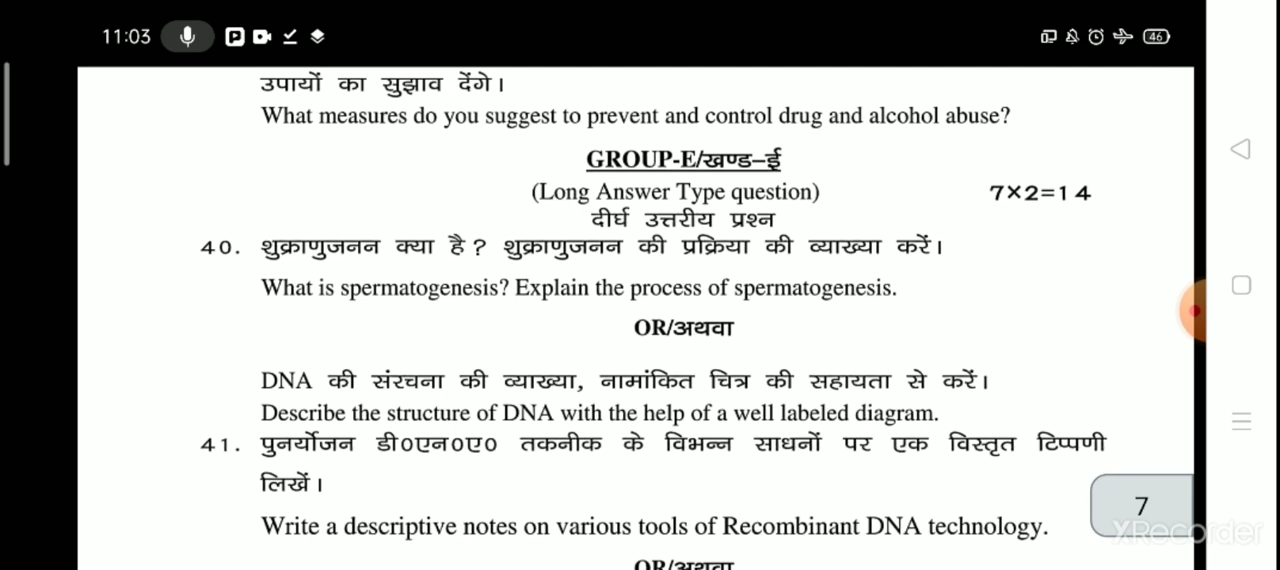 11:03
46
उपायों का सुझाव देंगे।
What measures do you suggest to prevent and control drug and alcohol abuse?
GROUP-E/खण्ड–ई
(Long Answer Type question) 7×2=14
दीर्घ उत्तरीय प्रश्न
40. शुक्राणुजनन क्या है? शुक्राणुजनन की प्रक्रिया की व्याख्या करें।
What is spermatogenesis? Explain the process of spermatogenesis.
OR/अथवा
DNA की संरचना की व्याख्या, नामांकित चित्र की सहायता से करें।
Describe the structure of DNA with the help of a well labeled diagram.
41. पुनर्योजन डी०एन०ए० तकनीक के विभन्न साधनों पर एक विस्तृत टिप्पणी
लिखें।
7
Write a descriptive notes on various tools of Recombinant DNA technology.
XRecorder
OR/अथवा